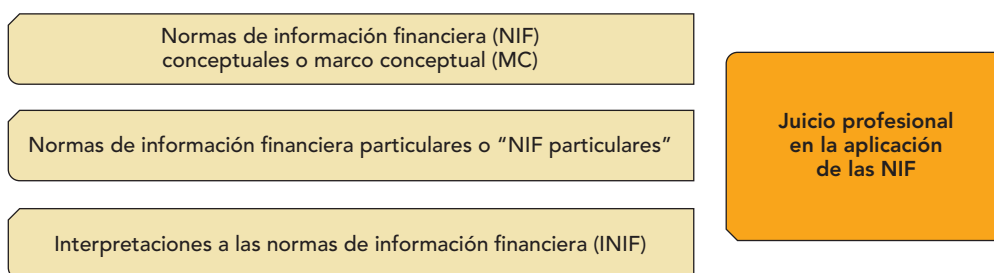 Normas de información financiera (NIF)
conceptuales o marco conceptual (MC)
Normas de información financiera particulares o “NIF particulares”
Interpretaciones a las normas de información financiera (INIF)
Juicio profesional
en la aplicación
de las NIF